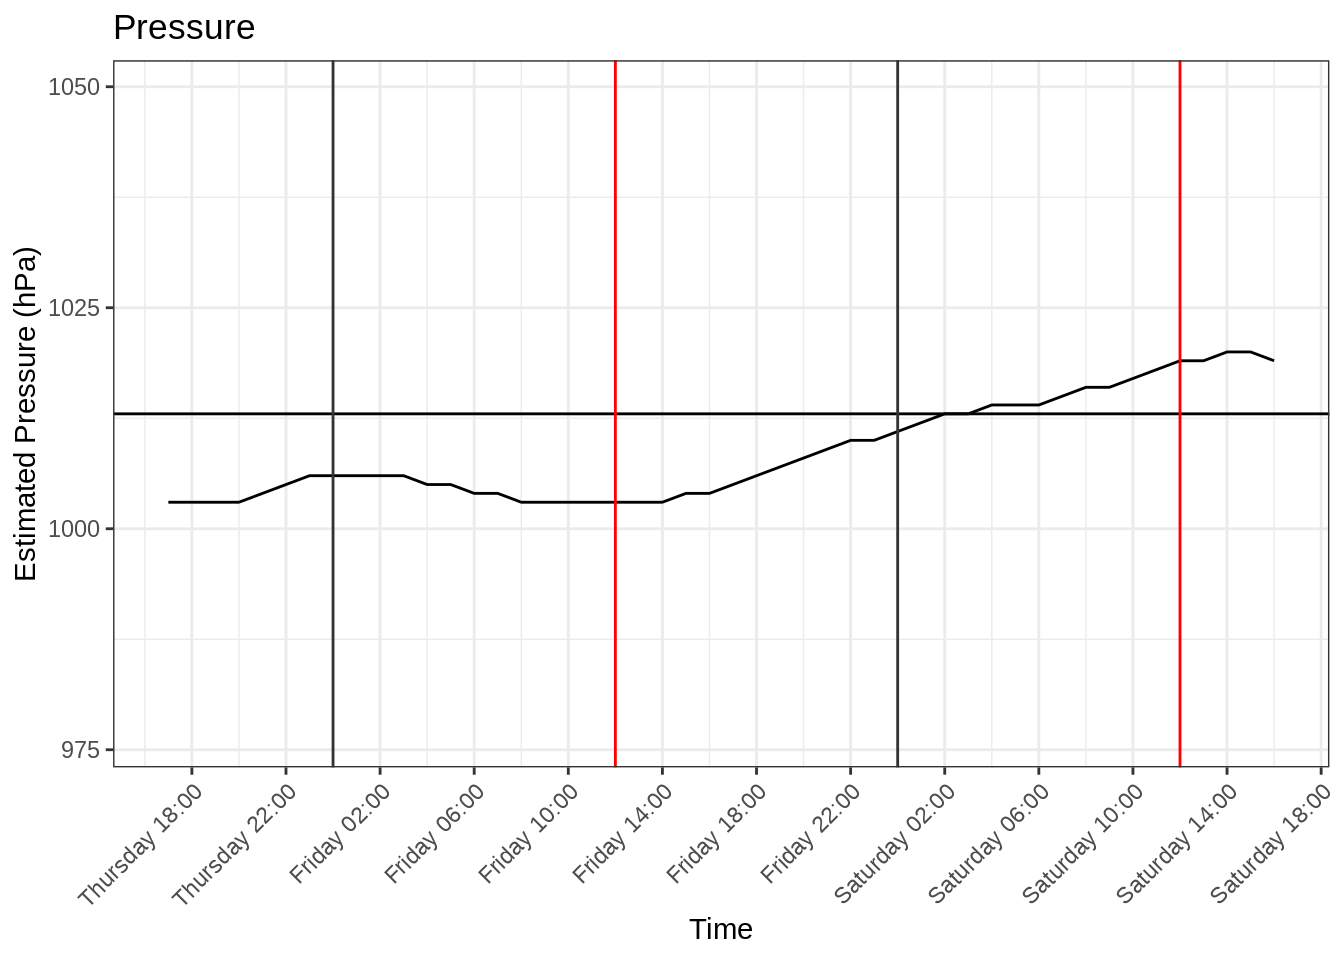 Pressure
Estimated Pressure (hPa)
1050
1025
1000
975
Thursday 18:00
Thursday 22:00
Friday 02:00
Friday 06:00
Friday 10:00
Friday 14:00
Friday 18:00
Friday 22:00
Saturday 02:00
Saturday 06:00
Saturday 10:00
Saturday 14:00
Saturday 18:00
Time